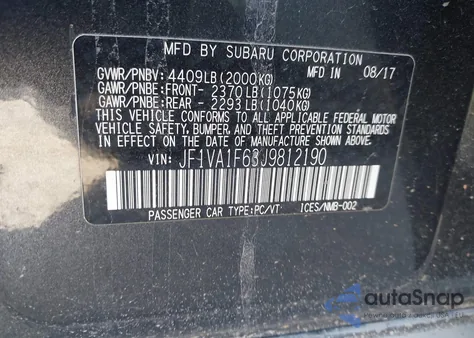 MFD BY SUBARU CORPORATION
GVWR/PNBV: 4409LB(2000KG) 08/17
GAWR/PNBE:FRONT- 2370LB(1075KG)
GAWR/PNBE:REAR - 2293LB(1040KG)
THIS VEHICLE CONFORMS TO ALL APPLICABLE FEDERAL MOTOR
VEHICLE SAFETY, BUMPER, AND THEFT PREVENTION STANDARDS
IN EFFECT ON THE DATE OF MANUFACTURE SHOWN ABOVE.
VIN: JF1VA1F63J9812190
PASSENGER CAR TYPE:PC/VT ICES/NMB-002
autoSnap